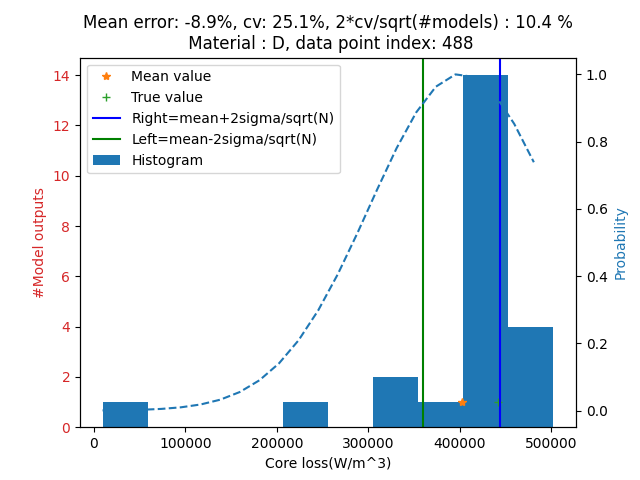 Mean error: -8.9%, cv: 25.1%, 2*cv/sqrt(#models) : 10.4 %
Material : D, data point index: 488
Mean value
True value
Right=mean+2sigma/sqrt(N)
Left=mean-2sigma/sqrt(N)
Histogram
14
12
10
8
6
4
2
0
#Model outputs
1.0
0.8
0.6
0.4
0.2
0.0
Probability
0 100000 200000 300000 400000 500000
Core loss(W/m^3)